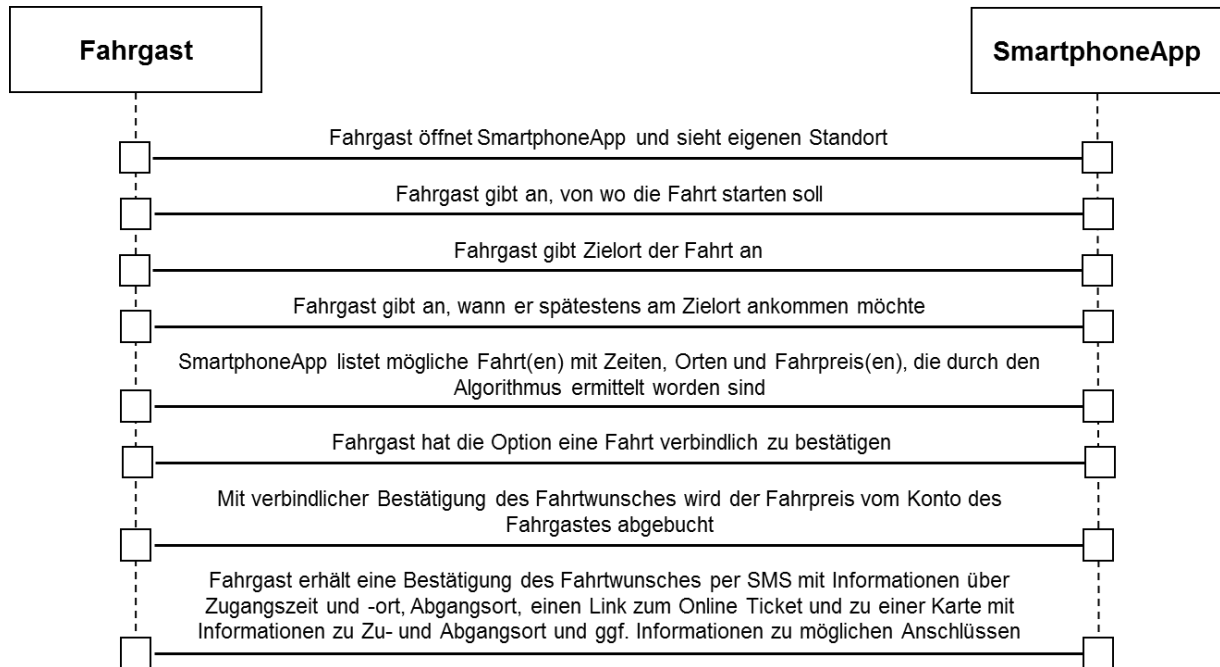 Fahrgast
SmartphoneApp
Fahrgast öffnet SmartphoneApp und sieht eigenen Standort
Fahrgast gibt an, von wo die Fahrt starten soll
Fahrgast gibt Zielort der Fahrt an
Fahrgast gibt an, wann er spätestens am Zielort ankommen möchte
SmartphoneApp listet mögliche Fahrt(en) mit Zeiten, Orten und Fahrpreis(en), die durch den
Algorithmus ermittelt worden sind
Fahrgast hat die Option eine Fahrt verbindlich zu bestätigen
Mit verbindlicher Bestätigung des Fahrtwunsches wird der Fahrpreis vom Konto des
Fahrgastes abgebucht
Fahrgast erhält eine Bestätigung des Fahrtwunsches per SMS mit Informationen über
Zugangszeit und -ort, Abgangsort, einen Link zum Online Ticket und zu einer Karte mit
Informationen zu Zu- und Abgangsort und ggf. Informationen zu möglichen Anschlüssen